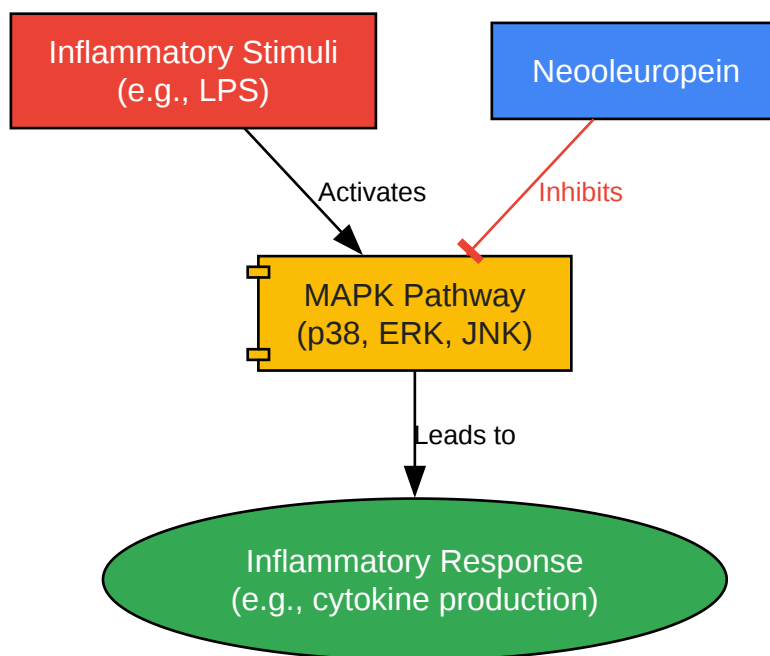 Inflammatory Stimuli
(e.g., LPS)
Neooleuropein
Activates
Inhibits
MAPK Pathway
(p38, ERK, JNK)
Leads to
Inflammatory Response
(e.g., cytokine production)